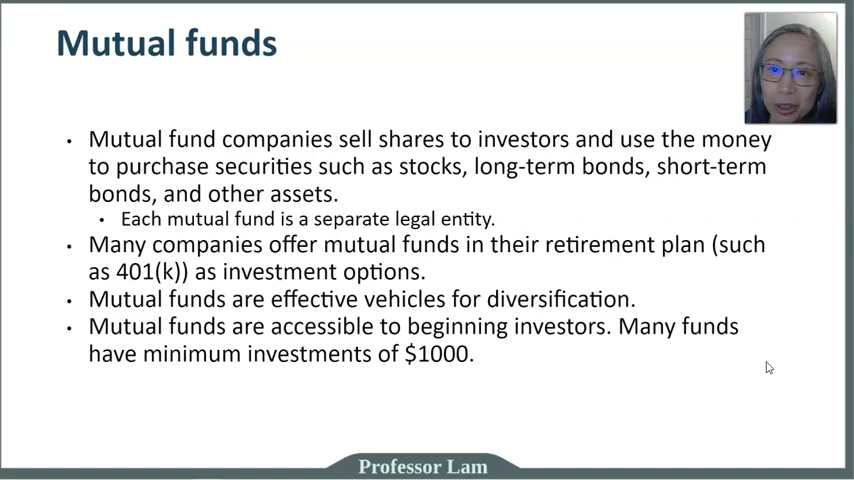 Mutual funds
• Mutual fund companies sell shares to investors and use the money
to purchase securities such as stocks, long-term bonds, short-term
bonds, and other assets.
• Each mutual fund is a separate legal entity.
• Many companies offer mutual funds in their retirement plan (such
as 401(k)) as investment options.
• Mutual funds are effective vehicles for diversification.
• Mutual funds are accessible to beginning investors. Many funds
have minimum investments of $1000.
Professor Lam